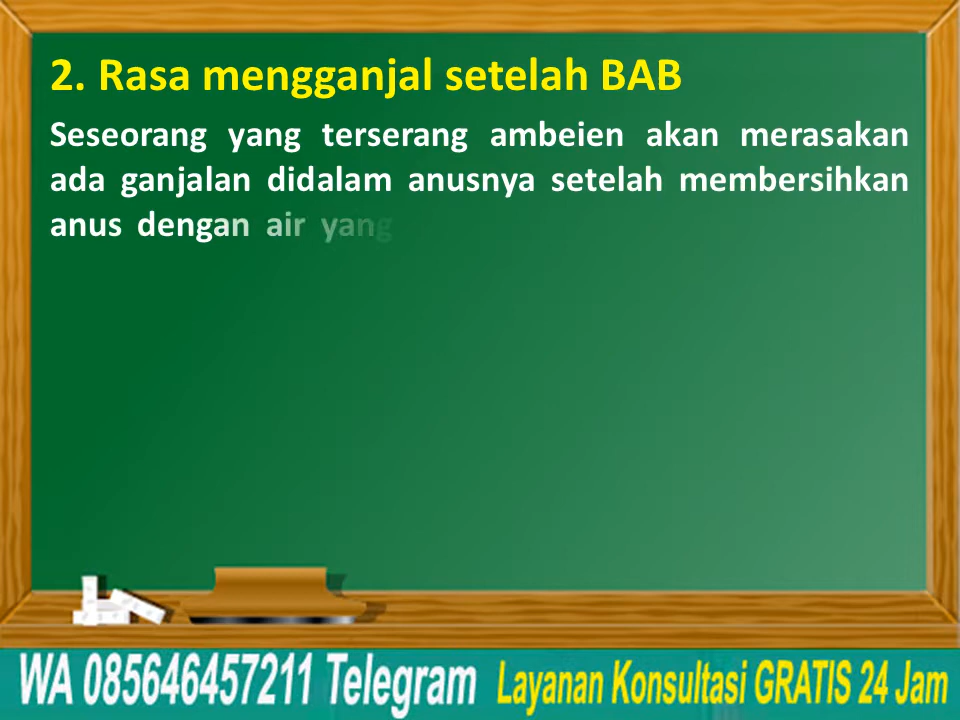 2. Rasa mengganjal setelah BAB
Seseorang yang terserang ambeien akan merasakan
ada ganjalan didalam anusnya setelah membersihkan
anus dengan air yang
WA 085646457211 Telegram Layanan Konsultasi GRATIS 24 Jam